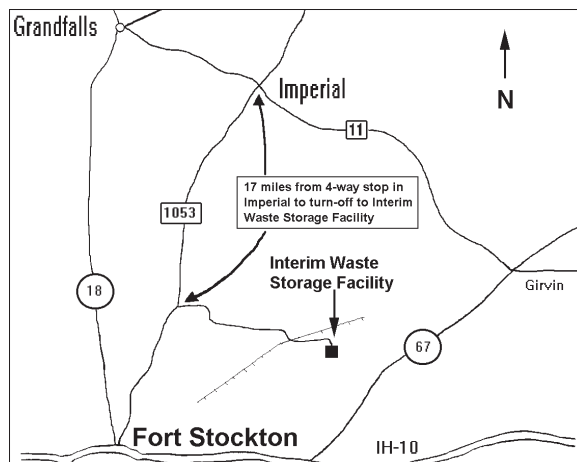 Grandfalls
Imperial
N
11
17 miles from 4-way stop in
Imperial to turn-off to Interim
Waste Storage Facility
1053
Interim Waste
Storage Facility
18
Girvin
67
Fort Stockton
IH-10